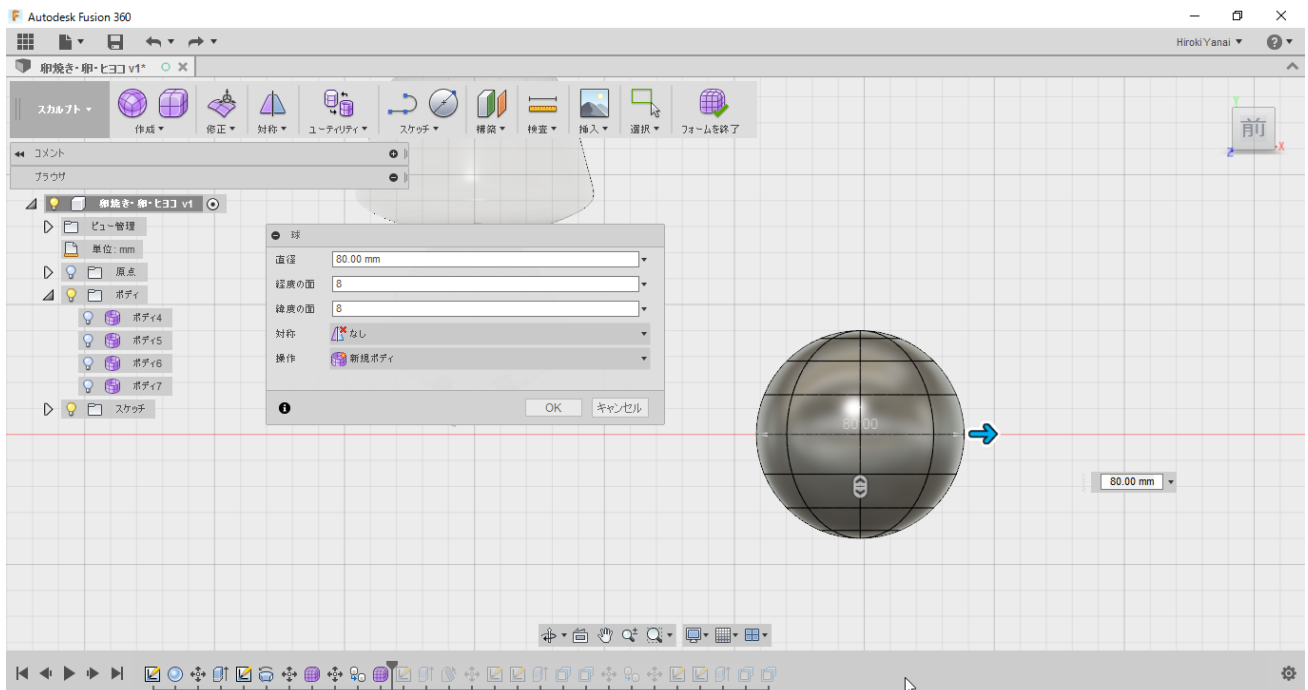 Autodesk Fusion 360
Hiroki Yanai
卵焼き・卵・ヒヨコ v1*
スカルプト
作成
修正
対称
ユーティリティ
スケッチ
構築
検査
挿入
選択
フォームを終了
コメント
ブラウザ
卵焼き・卵・ヒヨコ v1
ビュー管理
単位: mm
原点
ボディ
ボディ4
ボディ5
ボディ6
ボディ7
スケッチ
球
直径 80.00 mm
経度の面 8
緯度の面 8
対称 なし
操作 新規ボディ
OK キャンセル
Y
前
Z
X
80.00
80.00 mm